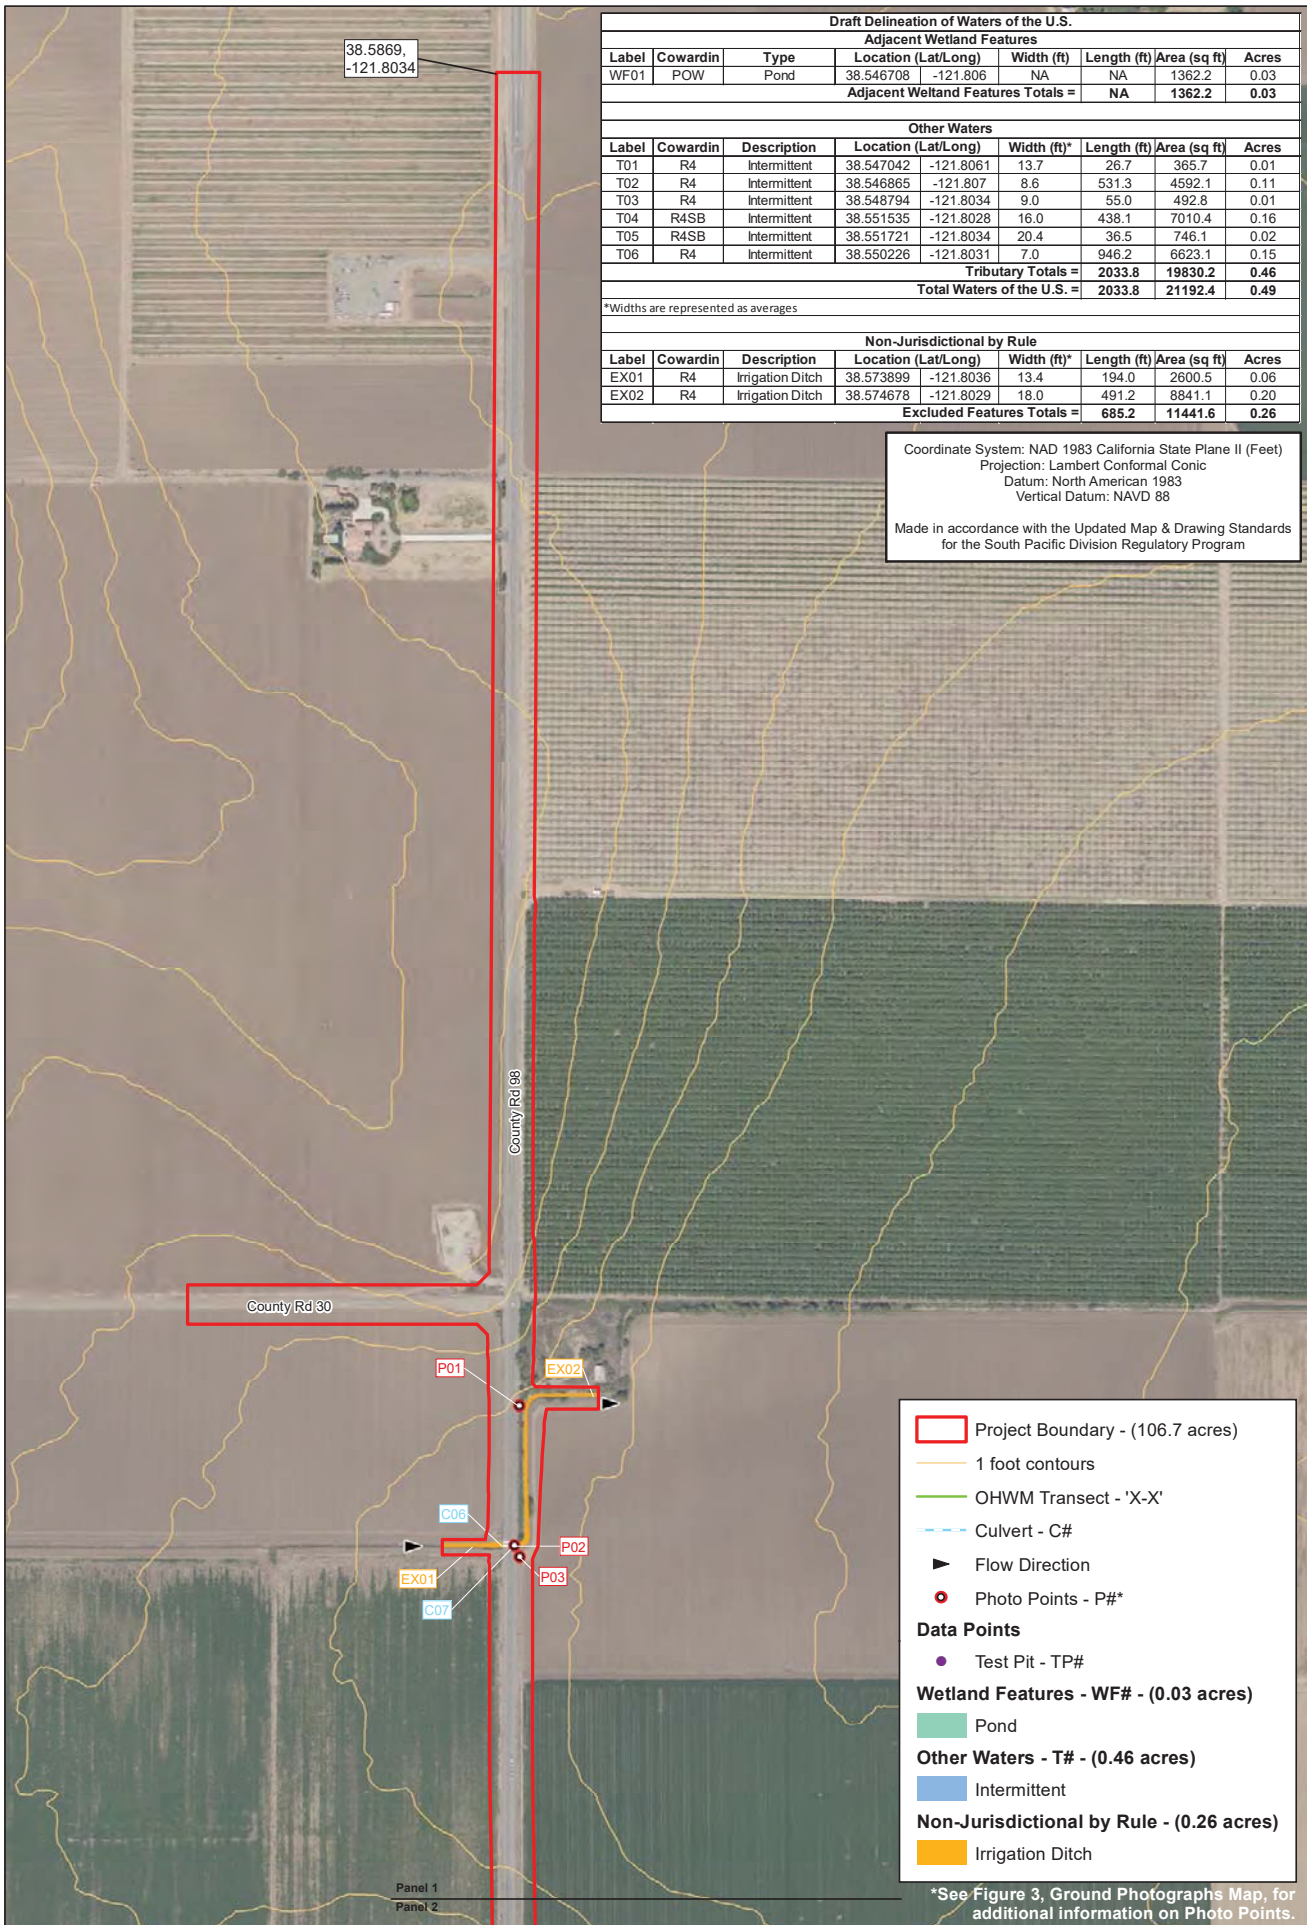 38.5869,
-121.8034
Draft Delineation of Waters of the U.S.
Adjacent Wetland Features
Label Cowardin Type Location (Lat/Long) Width (ft) Length (ft) Area (sq ft) Acres
WF01 POW Pond 38.546708 -121.806 NA NA 1362.2 0.03
Adjacent Weltand Features Totals = NA 1362.2 0.03
Other Waters
Label Cowardin Description Location (Lat/Long) Width (ft)* Length (ft) Area (sq ft) Acres
T01 R4 Intermittent 38.547042 -121.8061 13.7 26.7 365.7 0.01
T02 R4 Intermittent 38.546865 -121.807 8.6 531.3 4592.1 0.11
T03 R4 Intermittent 38.548794 -121.8034 9.0 55.0 492.8 0.01
T04 R4SB Intermittent 38.551535 -121.8028 16.0 438.1 7010.4 0.16
T05 R4SB Intermittent 38.551721 -121.8034 20.4 36.5 746.1 0.02
T06 R4 Intermittent 38.550226 -121.8031 7.0 946.2 6623.1 0.15
Tributary Totals = 2033.8 19830.2 0.46
Total Waters of the U.S. = 2033.8 21192.4 0.49
*Widths are represented as averages
Non-Jurisdictional by Rule
Label Cowardin Description Location (Lat/Long) Width (ft)* Length (ft) Area (sq ft) Acres
EX01 R4 Irrigation Ditch 38.573899 -121.8036 13.4 194.0 2600.5 0.06
EX02 R4 Irrigation Ditch 38.574678 -121.8029 18.0 491.2 8841.1 0.20
Excluded Features Totals = 685.2 11441.6 0.26
Coordinate System: NAD 1983 California State Plane II (Feet)
Projection: Lambert Conformal Conic
Datum: North American 1983
Vertical Datum: NAVD 88
Made in accordance with the Updated Map & Drawing Standards
for the South Pacific Division Regulatory Program
County Rd 98
County Rd 30
P01
EX02
C06
P02
EX01
P03
C07
Project Boundary - (106.7 acres)
1 foot contours
OHWM Transect - 'X-X'
Culvert - C#
Flow Direction
Photo Points - P#*
Data Points
Test Pit - TP#
Wetland Features - WF# - (0.03 acres)
Pond
Other Waters - T# - (0.46 acres)
Intermittent
Non-Jurisdictional by Rule - (0.26 acres)
Irrigation Ditch
Panel 1
Panel 2
*See Figure 3, Ground Photographs Map, for
additional information on Photo Points.